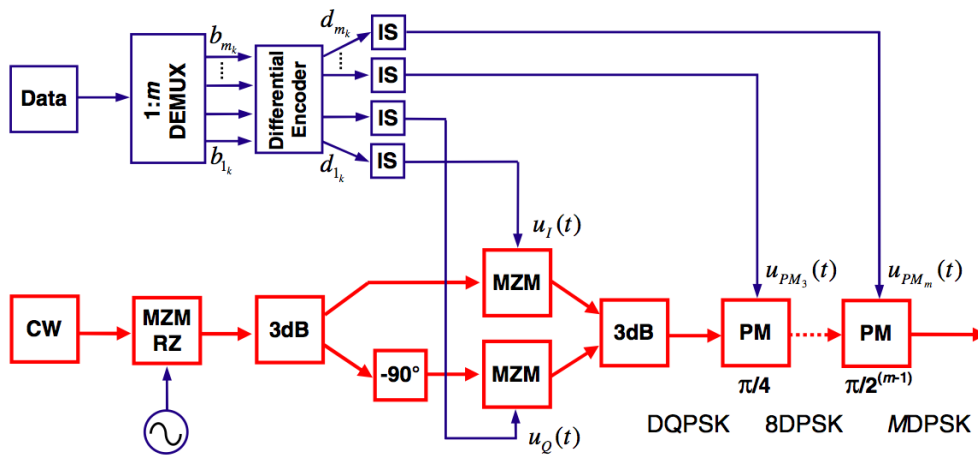 Data
1:m
DEMUX
b_{m_k}
b_{1_k}
Differential
Encoder
d_{m_k}
d_{1_k}
IS
IS
IS
IS
u_I(t)
u_Q(t)
u_{PM_3}(t)
u_{PM_m}(t)
CW
MZM
RZ
3dB
-90°
MZM
MZM
3dB
PM
π/4
PM
π/2^{(m-1)}
DQPSK
8DPSK
MDPSK